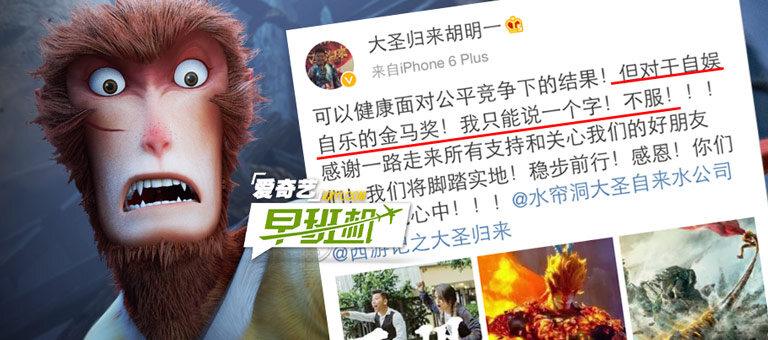 大圣归来胡明一
来自iPhone 6 Plus
可以健康面对公平竞争下的结果！但对于自娱
自乐的金马奖！我只能说一个字！不服！！！
感谢一路走来所有支持和关心我们的好朋友
我们将脚踏实地！稳步前行！感恩！你们
心中！！！@水帘洞大圣自来水公司
@西游记之大圣归来
爱奇艺
早班机